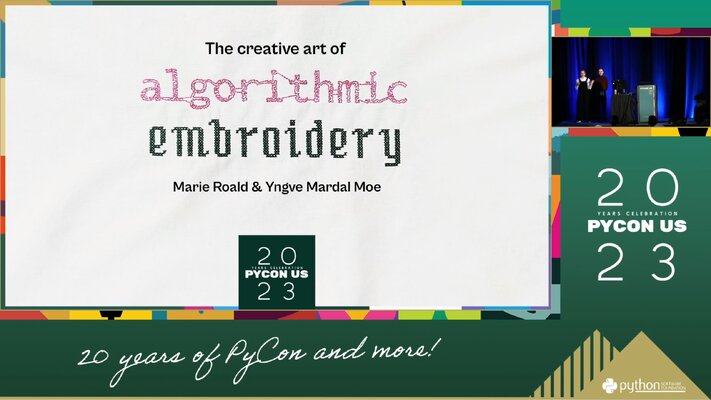 The creative art of
algorithmic
embroidery
Marie Roald & Yngve Mardal Moe
20
YEARS CELEBRATION
PYCON US
23
20
YEARS CELEBRATION
PYCON US
23
20 years of PyCon and more!
python
SOFTWARE
FOUNDATION